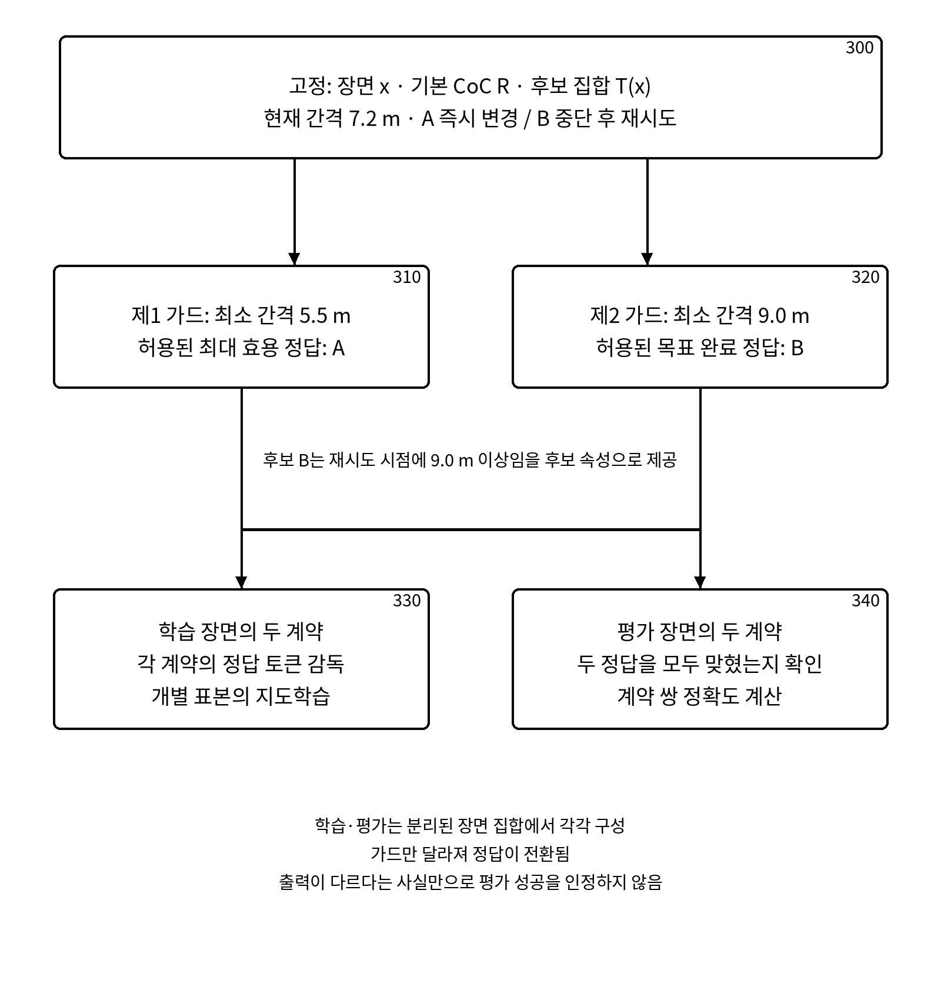 300
고정: 장면 x · 기본 CoC R · 후보 집합 T(x)
현재 간격 7.2 m · A 즉시 변경 / B 중단 후 재시도
310
제1 가드: 최소 간격 5.5 m
허용된 최대 효용 정답: A
320
제2 가드: 최소 간격 9.0 m
허용된 목표 완료 정답: B
후보 B는 재시도 시점에 9.0 m 이상임을 후보 속성으로 제공
330
학습 장면의 두 계약
각 계약의 정답 토큰 감독
개별 표본의 지도학습
340
평가 장면의 두 계약
두 정답을 모두 맞혔는지 확인
계약 쌍 정확도 계산
학습·평가는 분리된 장면 집합에서 각각 구성
가드만 달라져 정답이 전환됨
출력이 다르다는 사실만으로 평가 성공을 인정하지 않음